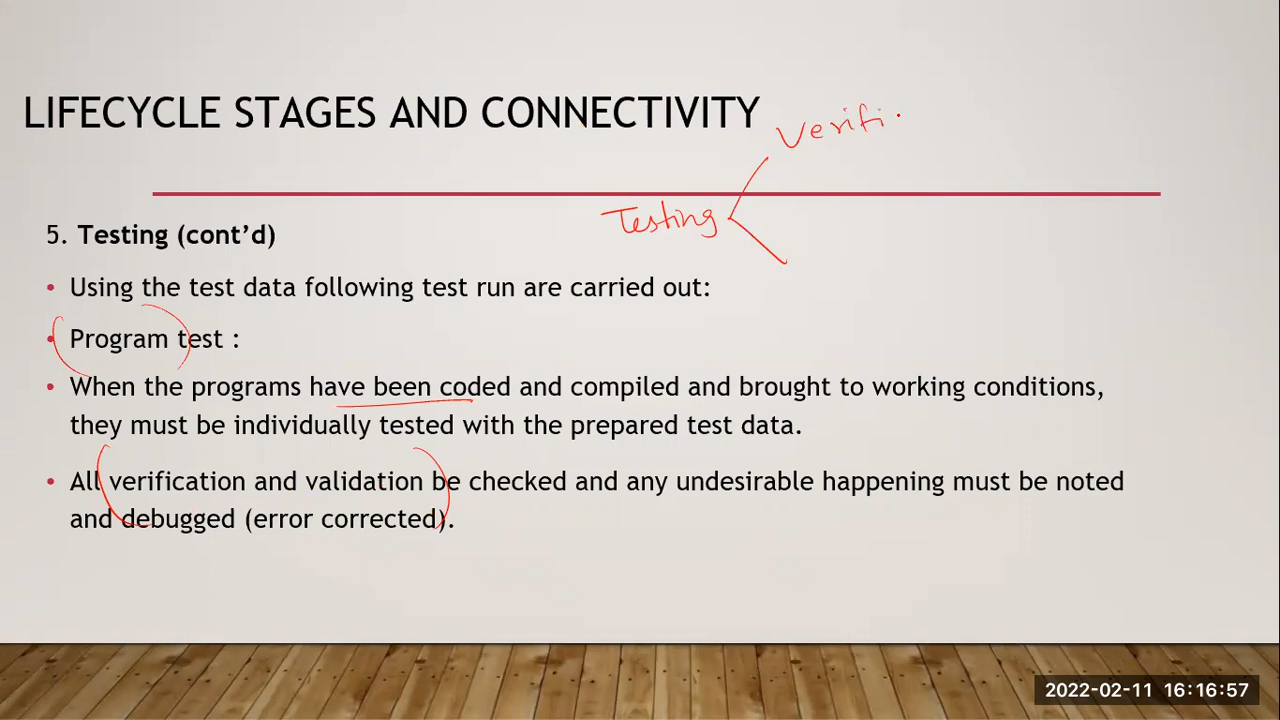 LIFECYCLE STAGES AND CONNECTIVITY
Verifi.
Testing
5. Testing (cont’d)
• Using the test data following test run are carried out:
• Program test :
• When the programs have been coded and compiled and brought to working conditions,
they must be individually tested with the prepared test data.
• All verification and validation be checked and any undesirable happening must be noted
and debugged (error corrected).
2022-02-11 16:16:57